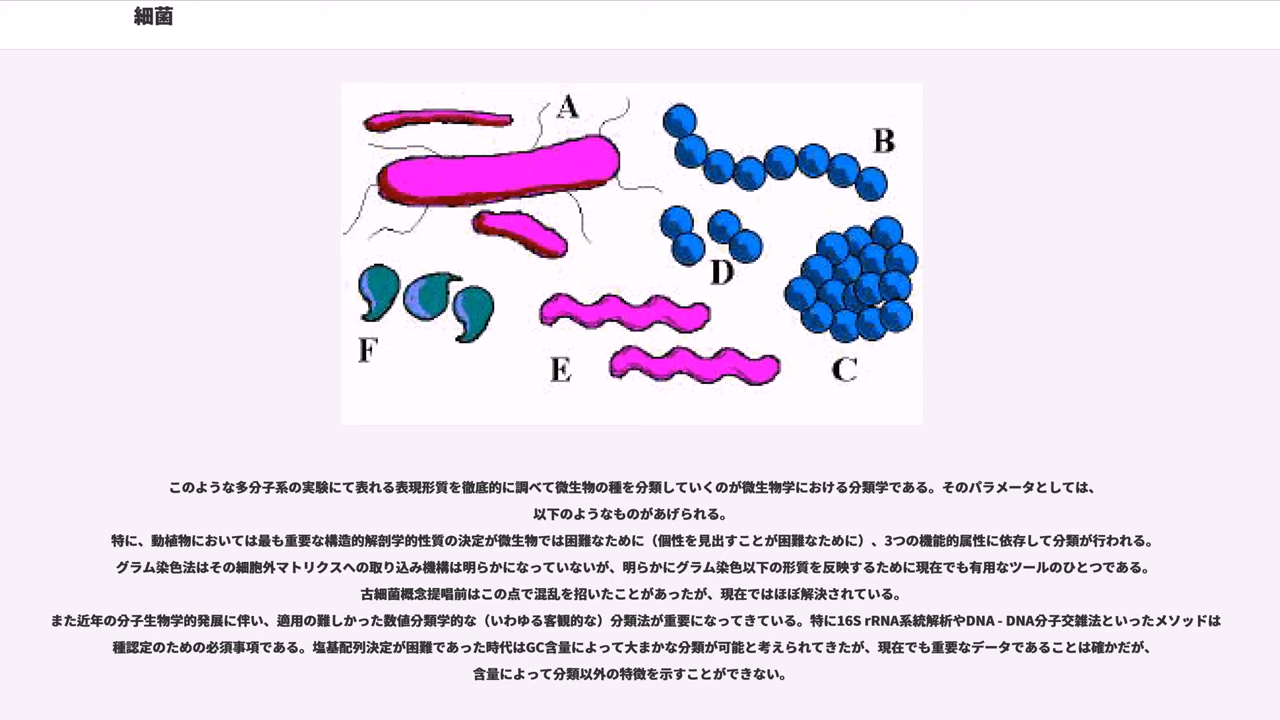 細菌
A
B
D
C
F
E
このような多分子系の実験にて表れる表現形質を徹底的に調べて微生物の種を分類していくのが微生物学における分類学である。そのパラメータとしては、
以下のようなものがあげられる。
特に、動植物においては最も重要な構造的解剖学的性質の決定が微生物では困難なために（個性を見出すことが困難なために）、3つの機能的属性に依存して分類が行われる。
グラム染色法はその細胞外マトリクスへの取り込み機構は明らかになっていないが、明らかにグラム染色以下の形質を反映するために現在でも有用なツールのひとつである。
古細菌概念提唱前はこの点で混乱を招いたことがあったが、現在ではほぼ解決されている。
また近年の分子生物学的発展に伴い、適用の難しかった数値分類学的な（いわゆる客観的な）分類法が重要になってきている。特に16S rRNA系統解析やDNA - DNA分子交雑法といったメソッドは
種認定のための必須事項である。塩基配列決定が困難であった時代はGC含量によって大まかな分類が可能と考えられてきたが、現在でも重要なデータであることは確かだが、
含量によって分類以外の特徴を示すことができない。